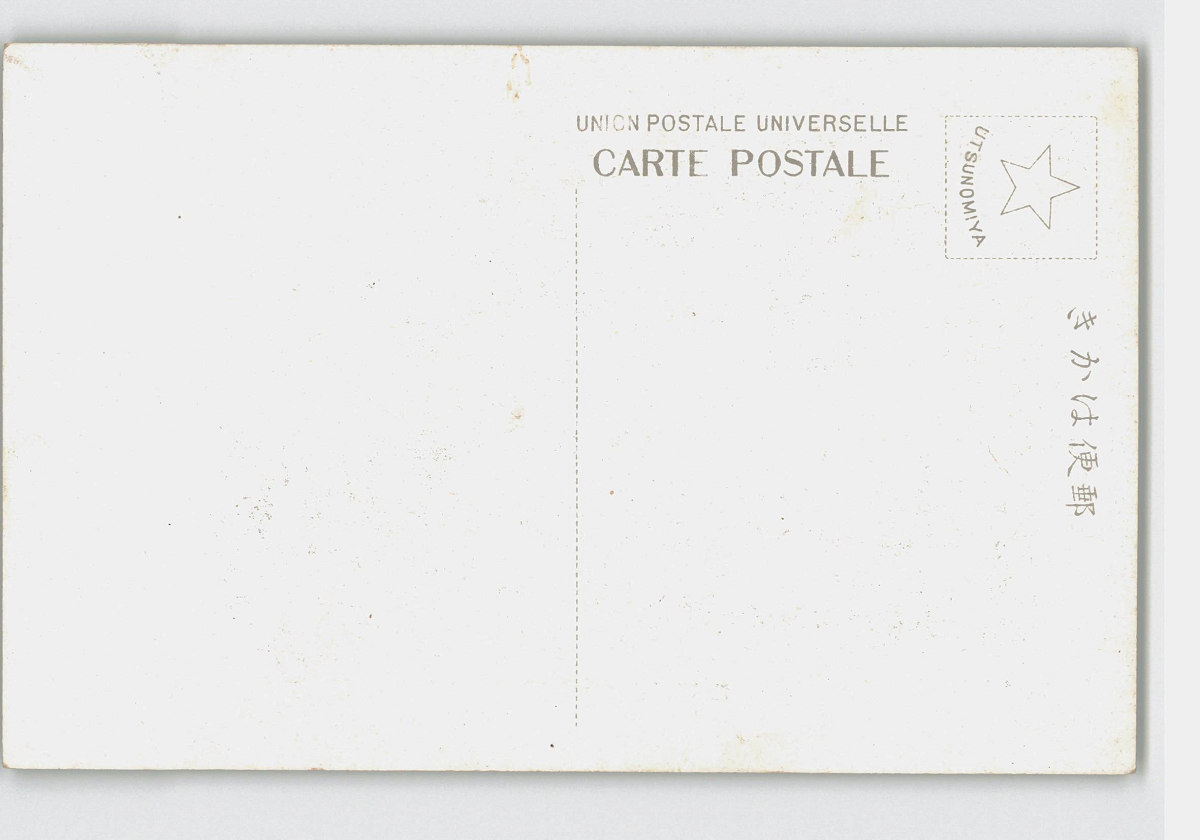 UNION POSTALE UNIVERSELLE
CARTE POSTALE
UTSUNOMIYA
きかは便郵